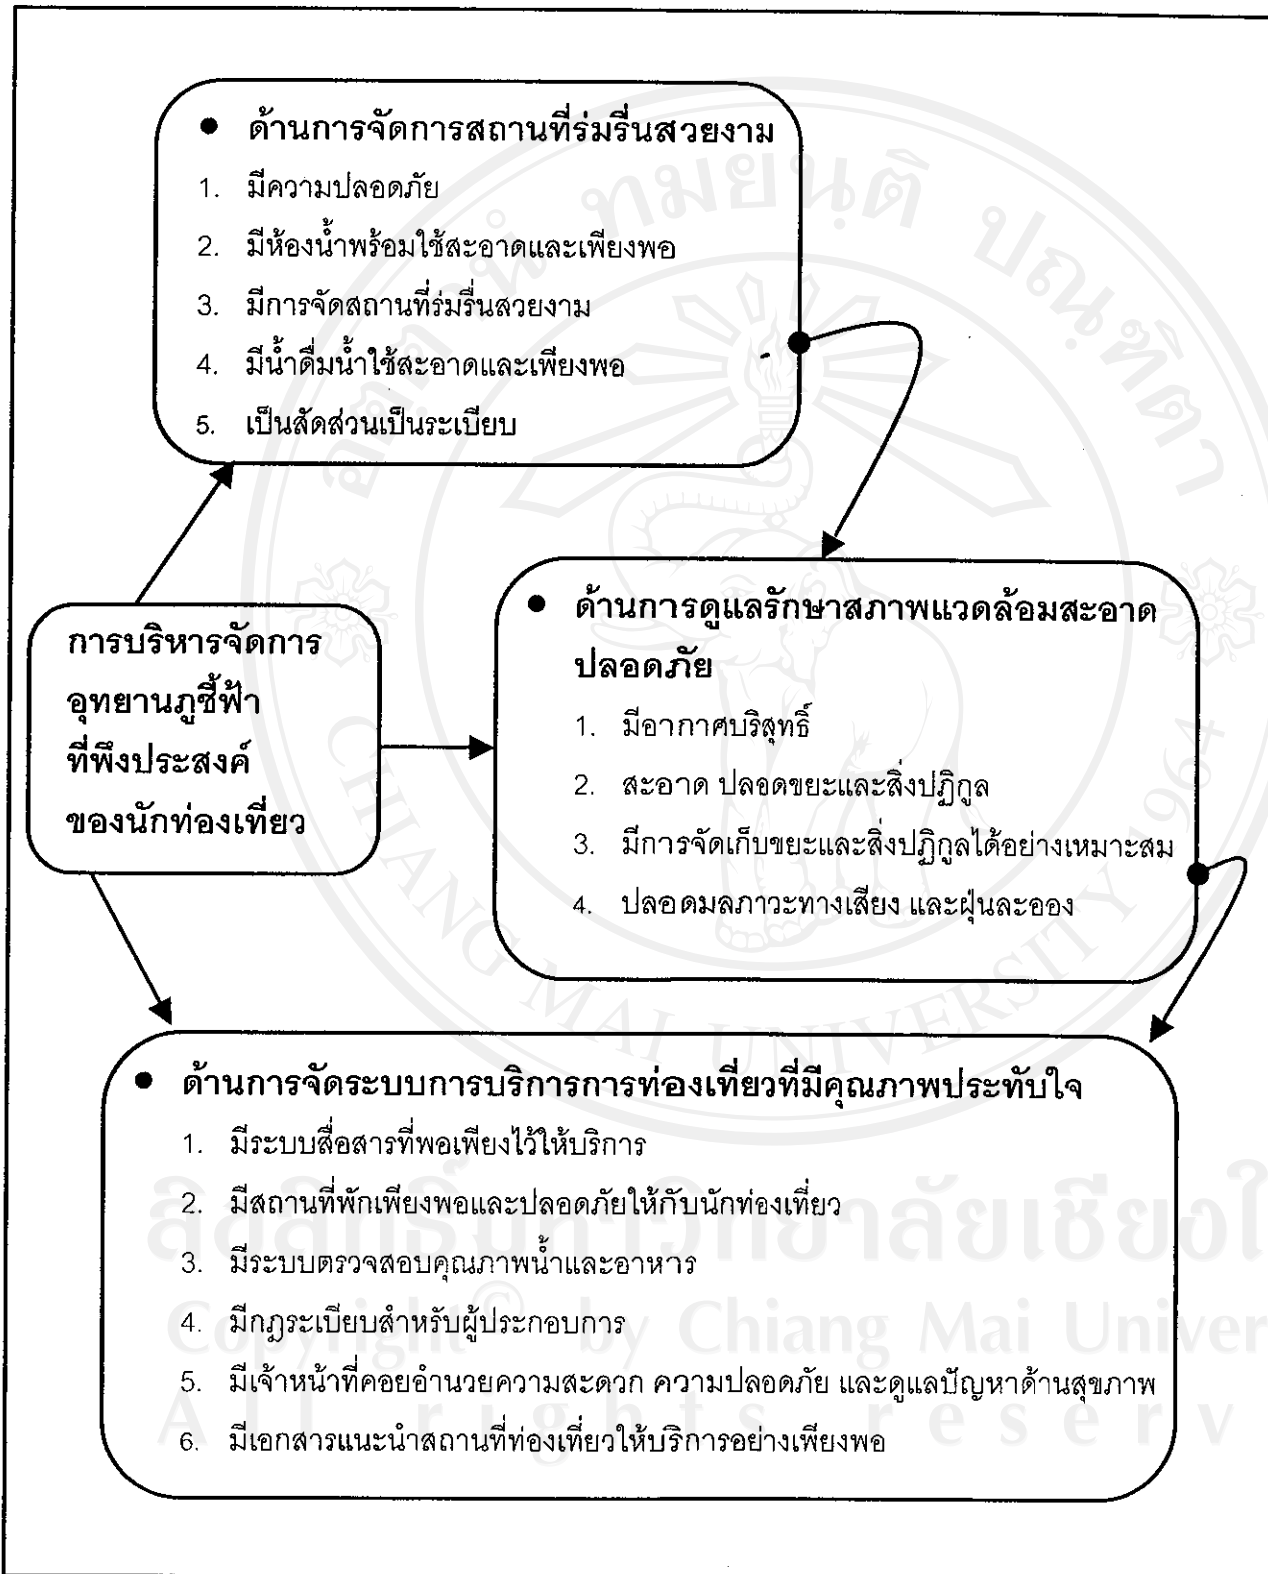 ● ด้านการจัดการสถานที่ร่มรื่นสวยงาม
1. มีความปลอดภัย
2. มีห้องน้ำพร้อมใช้สะอาดและเพียงพอ
3. มีการจัดสถานที่ร่มรื่นสวยงาม
4. มีน้ำดื่มน้ำใช้สะอาดและเพียงพอ
5. เป็นสัดส่วนเป็นระเบียบ
การบริหารจัดการ
อุทยานภูชี้ฟ้า
ที่พึงประสงค์
ของนักท่องเที่ยว
● ด้านการดูแลรักษาสภาพแวดล้อมสะอาด
ปลอดภัย
1. มีอากาศบริสุทธิ์
2. สะอาด ปลอดขยะและสิ่งปฏิกูล
3. มีการจัดเก็บขยะและสิ่งปฏิกูลได้อย่างเหมาะสม
4. ปลอดมลภาวะทางเสียง และฝุ่นละออง
● ด้านการจัดระบบการบริการการท่องเที่ยวที่มีคุณภาพประทับใจ
1. มีระบบสื่อสารที่พอเพียงไว้ให้บริการ
2. มีสถานที่พักเพียงพอและปลอดภัยให้กับนักท่องเที่ยว
3. มีระบบตรวจสอบคุณภาพน้ำและอาหาร
4. มีกฎระเบียบสำหรับผู้ประกอบการ
5. มีเจ้าหน้าที่คอยอำนวยความสะดวก ความปลอดภัย และดูแลปัญหาด้านสุขภาพ
6. มีเอกสารแนะนำสถานที่ท่องเที่ยวให้บริการอย่างเพียงพอ
อตฺตานํ ทมยนฺติ ปณฺฑิตา
CHIANG MAI UNIVERSITY 1964
ลิขสิทธิ์มหาวิทยาลัยเชียงใ
Copyright© by Chiang Mai Univer
All rights reserv